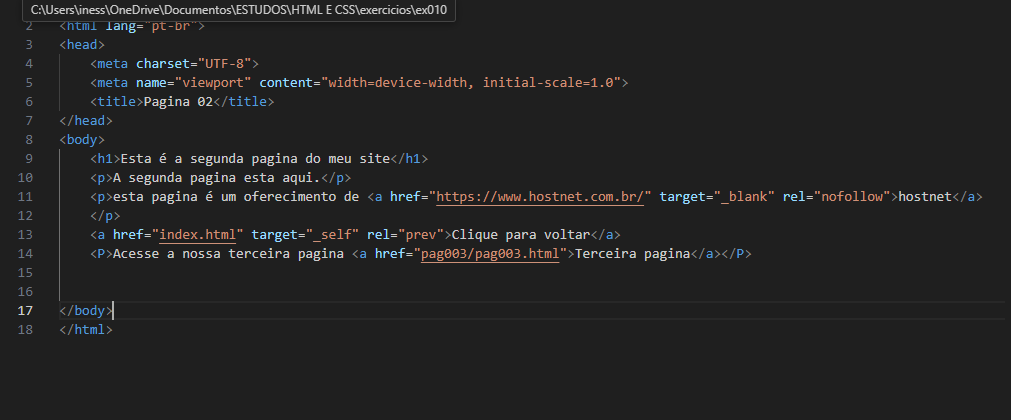 C:\Users\iness\OneDrive\Documentos\ESTUDOS\HTML E CSS\exercicios\ex010
2 <html lang="pt-br">
3 <head>
4 <meta charset="UTF-8">
5 <meta name="viewport" content="width=device-width, initial-scale=1.0">
6 <title>Pagina 02</title>
7 </head>
8 <body>
9 <h1>Esta é a segunda pagina do meu site</h1>
10 <p>A segunda pagina esta aqui.</p>
11 <p>esta pagina é um oferecimento de <a href="https://www.hostnet.com.br/" target="_blank" rel="nofollow">hostnet</a>
12 </p>
13 <a href="index.html" target="_self" rel="prev">Clique para voltar</a>
14 <P>Acesse a nossa terceira pagina <a href="pag003/pag003.html">Terceira pagina</a></P>
15
16
17 </body>
18 </html>